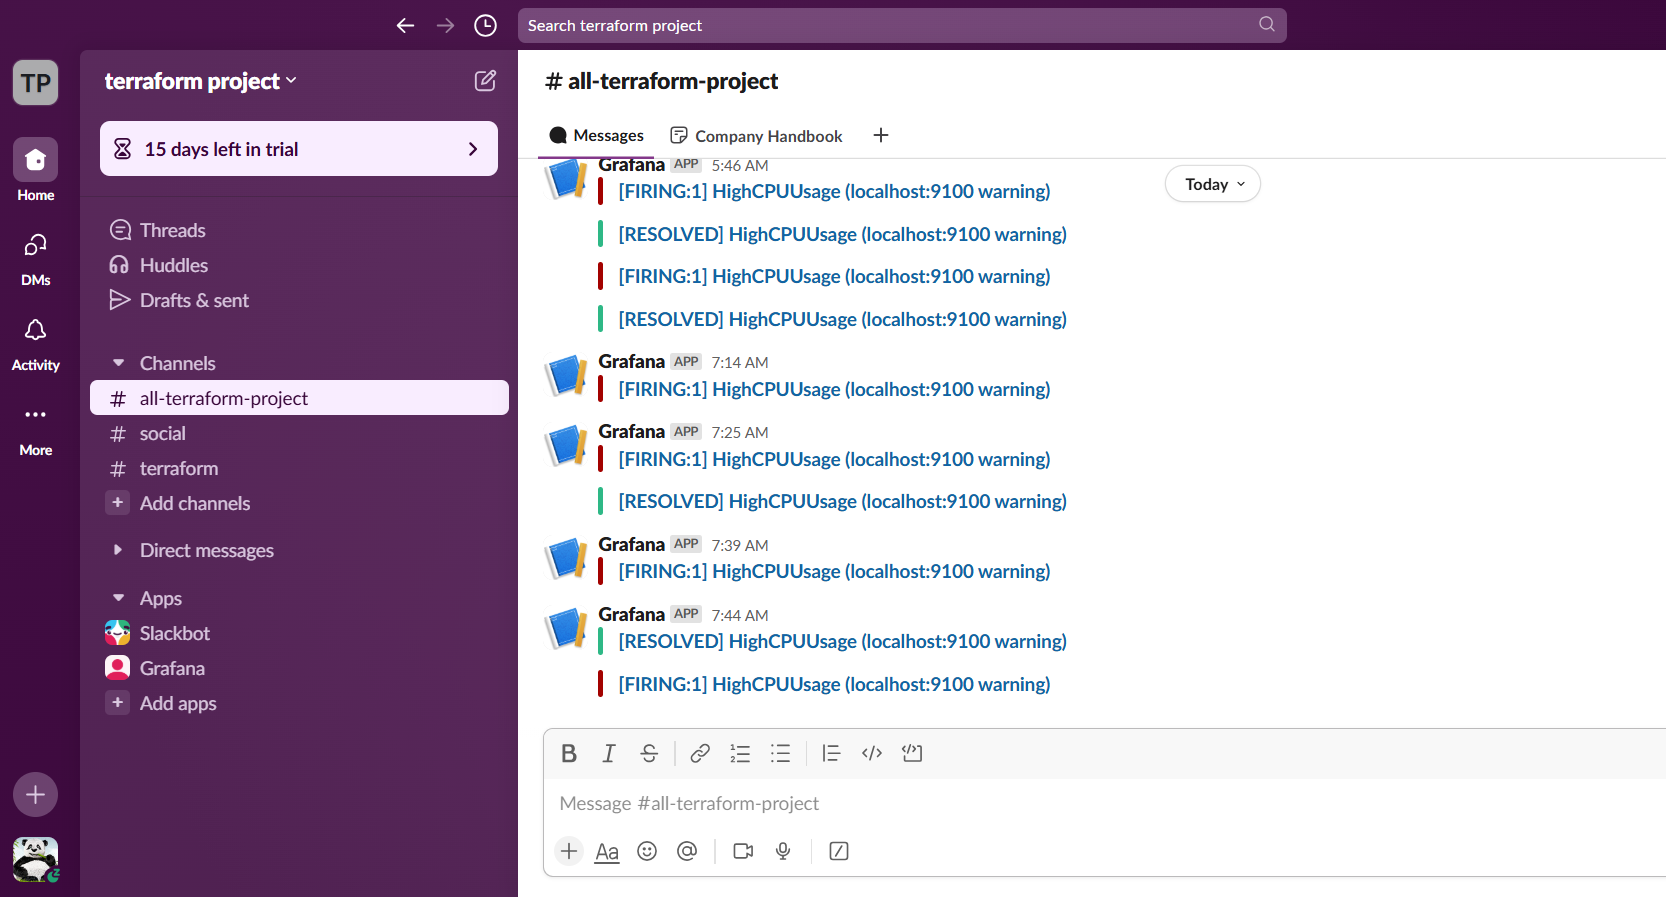 Search terraform project
TP
Home
DMs
Activity
More
terraform project
15 days left in trial
Threads
Huddles
Drafts & sent
Channels
# all-terraform-project
# social
# terraform
+ Add channels
Direct messages
Apps
Slackbot
Grafana
+ Add apps
# all-terraform-project
Messages
Company Handbook
+
Today
Grafana APP 5:46 AM
[FIRING:1] HighCPUUsage (localhost:9100 warning)
[RESOLVED] HighCPUUsage (localhost:9100 warning)
[FIRING:1] HighCPUUsage (localhost:9100 warning)
[RESOLVED] HighCPUUsage (localhost:9100 warning)
Grafana APP 7:14 AM
[FIRING:1] HighCPUUsage (localhost:9100 warning)
Grafana APP 7:25 AM
[FIRING:1] HighCPUUsage (localhost:9100 warning)
[RESOLVED] HighCPUUsage (localhost:9100 warning)
Grafana APP 7:39 AM
[FIRING:1] HighCPUUsage (localhost:9100 warning)
Grafana APP 7:44 AM
[RESOLVED] HighCPUUsage (localhost:9100 warning)
[FIRING:1] HighCPUUsage (localhost:9100 warning)
B I S
Message #all-terraform-project
+ Aa @